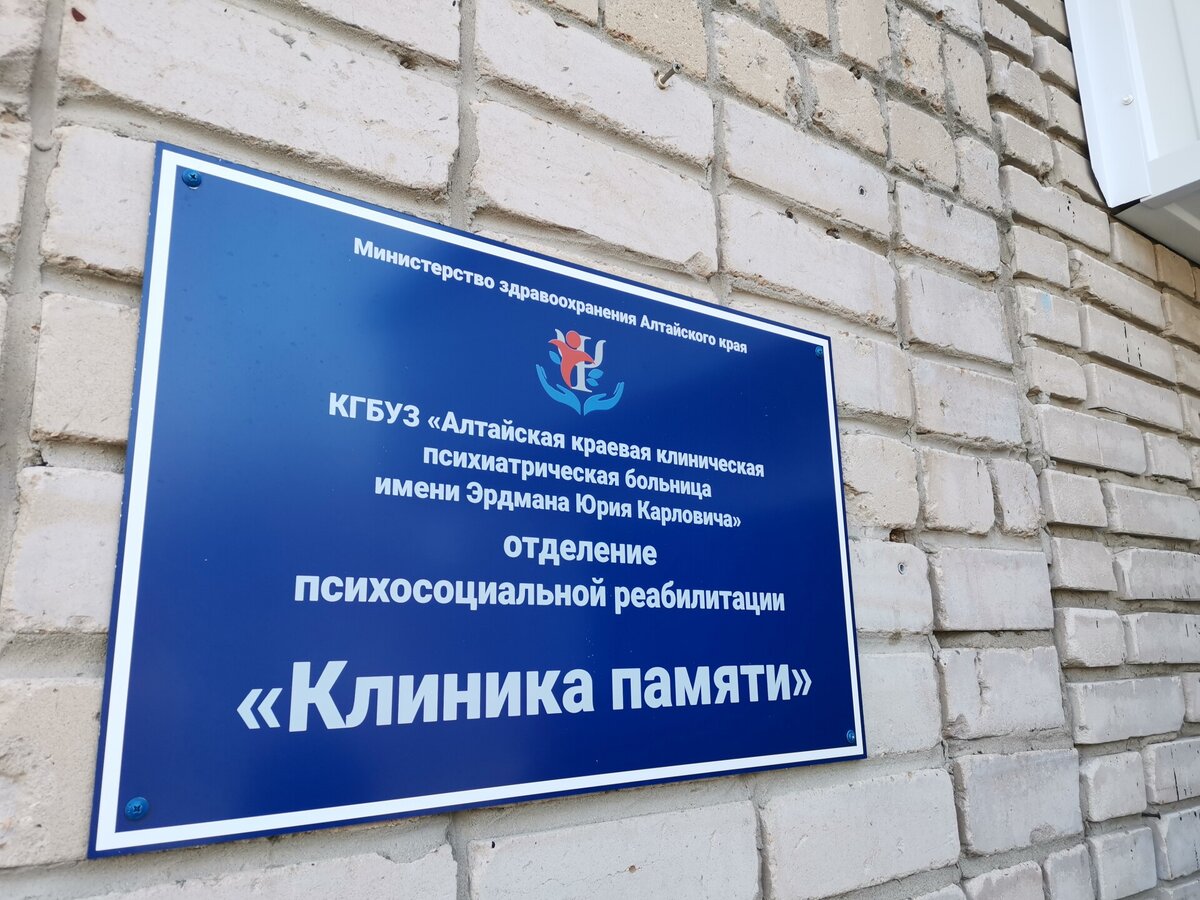 Министерство здравоохранения Алтайского края
КГБУЗ «Алтайская краевая клиническая
психиатрическая больница
имени Эрдмана Юрия Карловича»
отделение
психосоциальной реабилитации
«Клиника памяти»